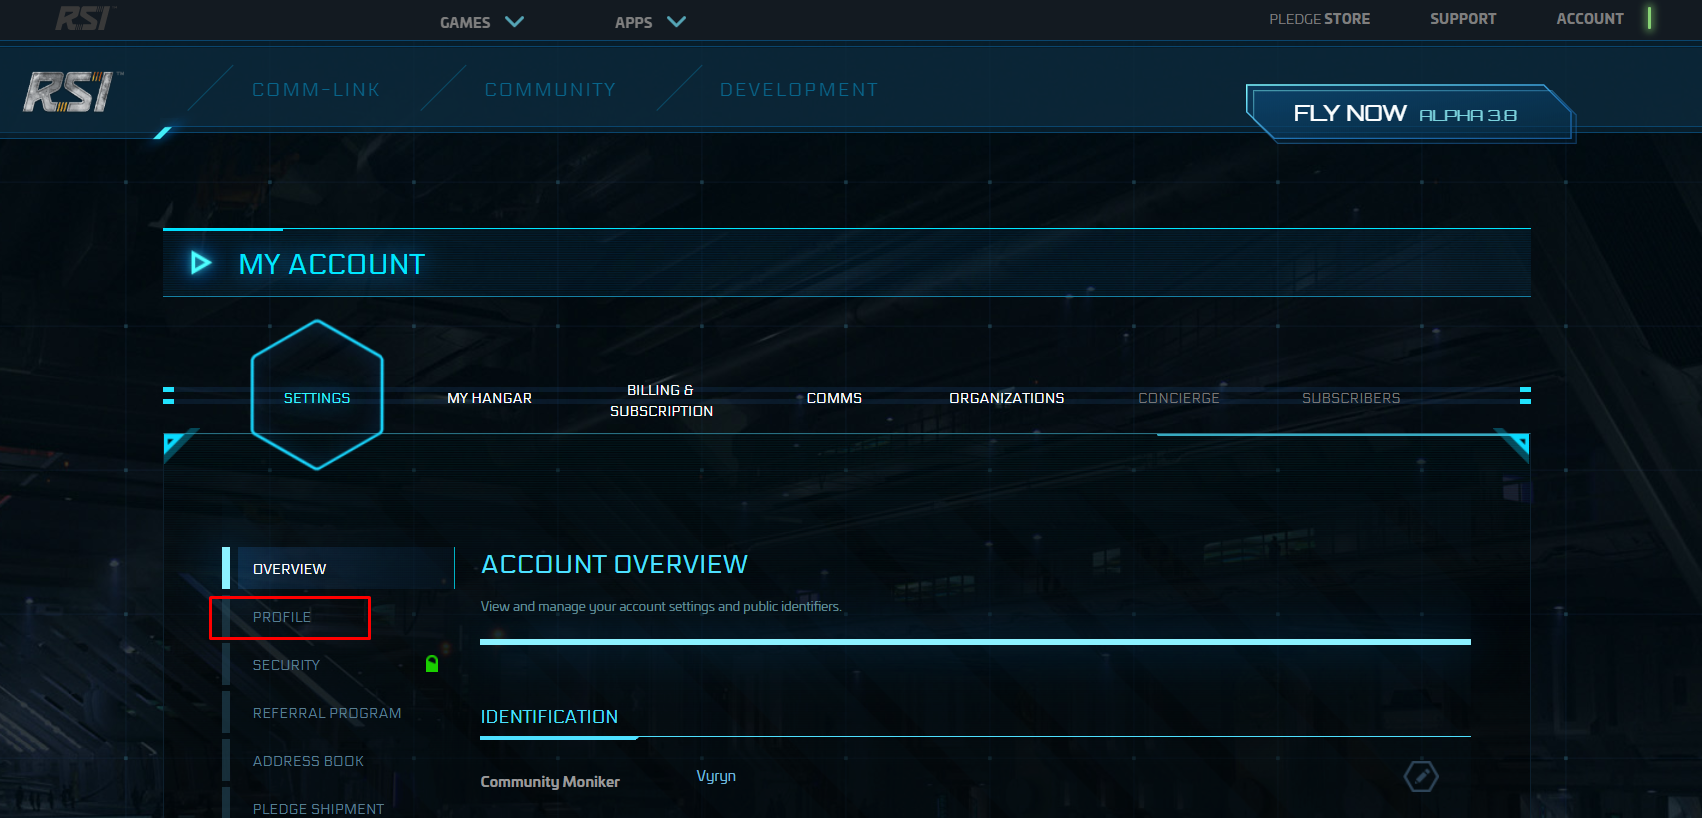 RSI™
GAMES
APPS
PLEDGE STORE
SUPPORT
ACCOUNT
RSI™
COMM-LINK
COMMUNITY
DEVELOPMENT
FLY NOW ALPHA 3.8
MY ACCOUNT
SETTINGS
MY HANGAR
BILLING &
SUBSCRIPTION
COMMS
ORGANIZATIONS
CONCIERGE
SUBSCRIBERS
OVERVIEW
PROFILE
SECURITY
REFERRAL PROGRAM
ADDRESS BOOK
PLEDGE SHIPMENT
ACCOUNT OVERVIEW
View and manage your account settings and public identifiers.
IDENTIFICATION
Community Moniker
Vyryn